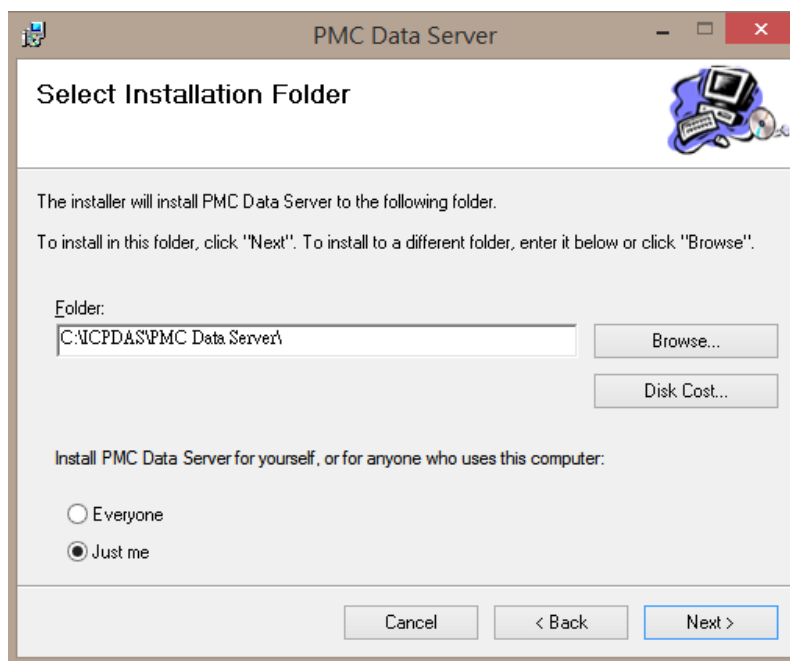 PMC Data Server
Select Installation Folder
The installer will install PMC Data Server to the following folder.
To install in this folder, click "Next". To install to a different folder, enter it below or click "Browse".
Folder:
C:\ICPDAS\PMC Data Server\
Browse...
Disk Cost...
Install PMC Data Server for yourself, or for anyone who uses this computer:
Everyone
Just me
Cancel
< Back
Next >